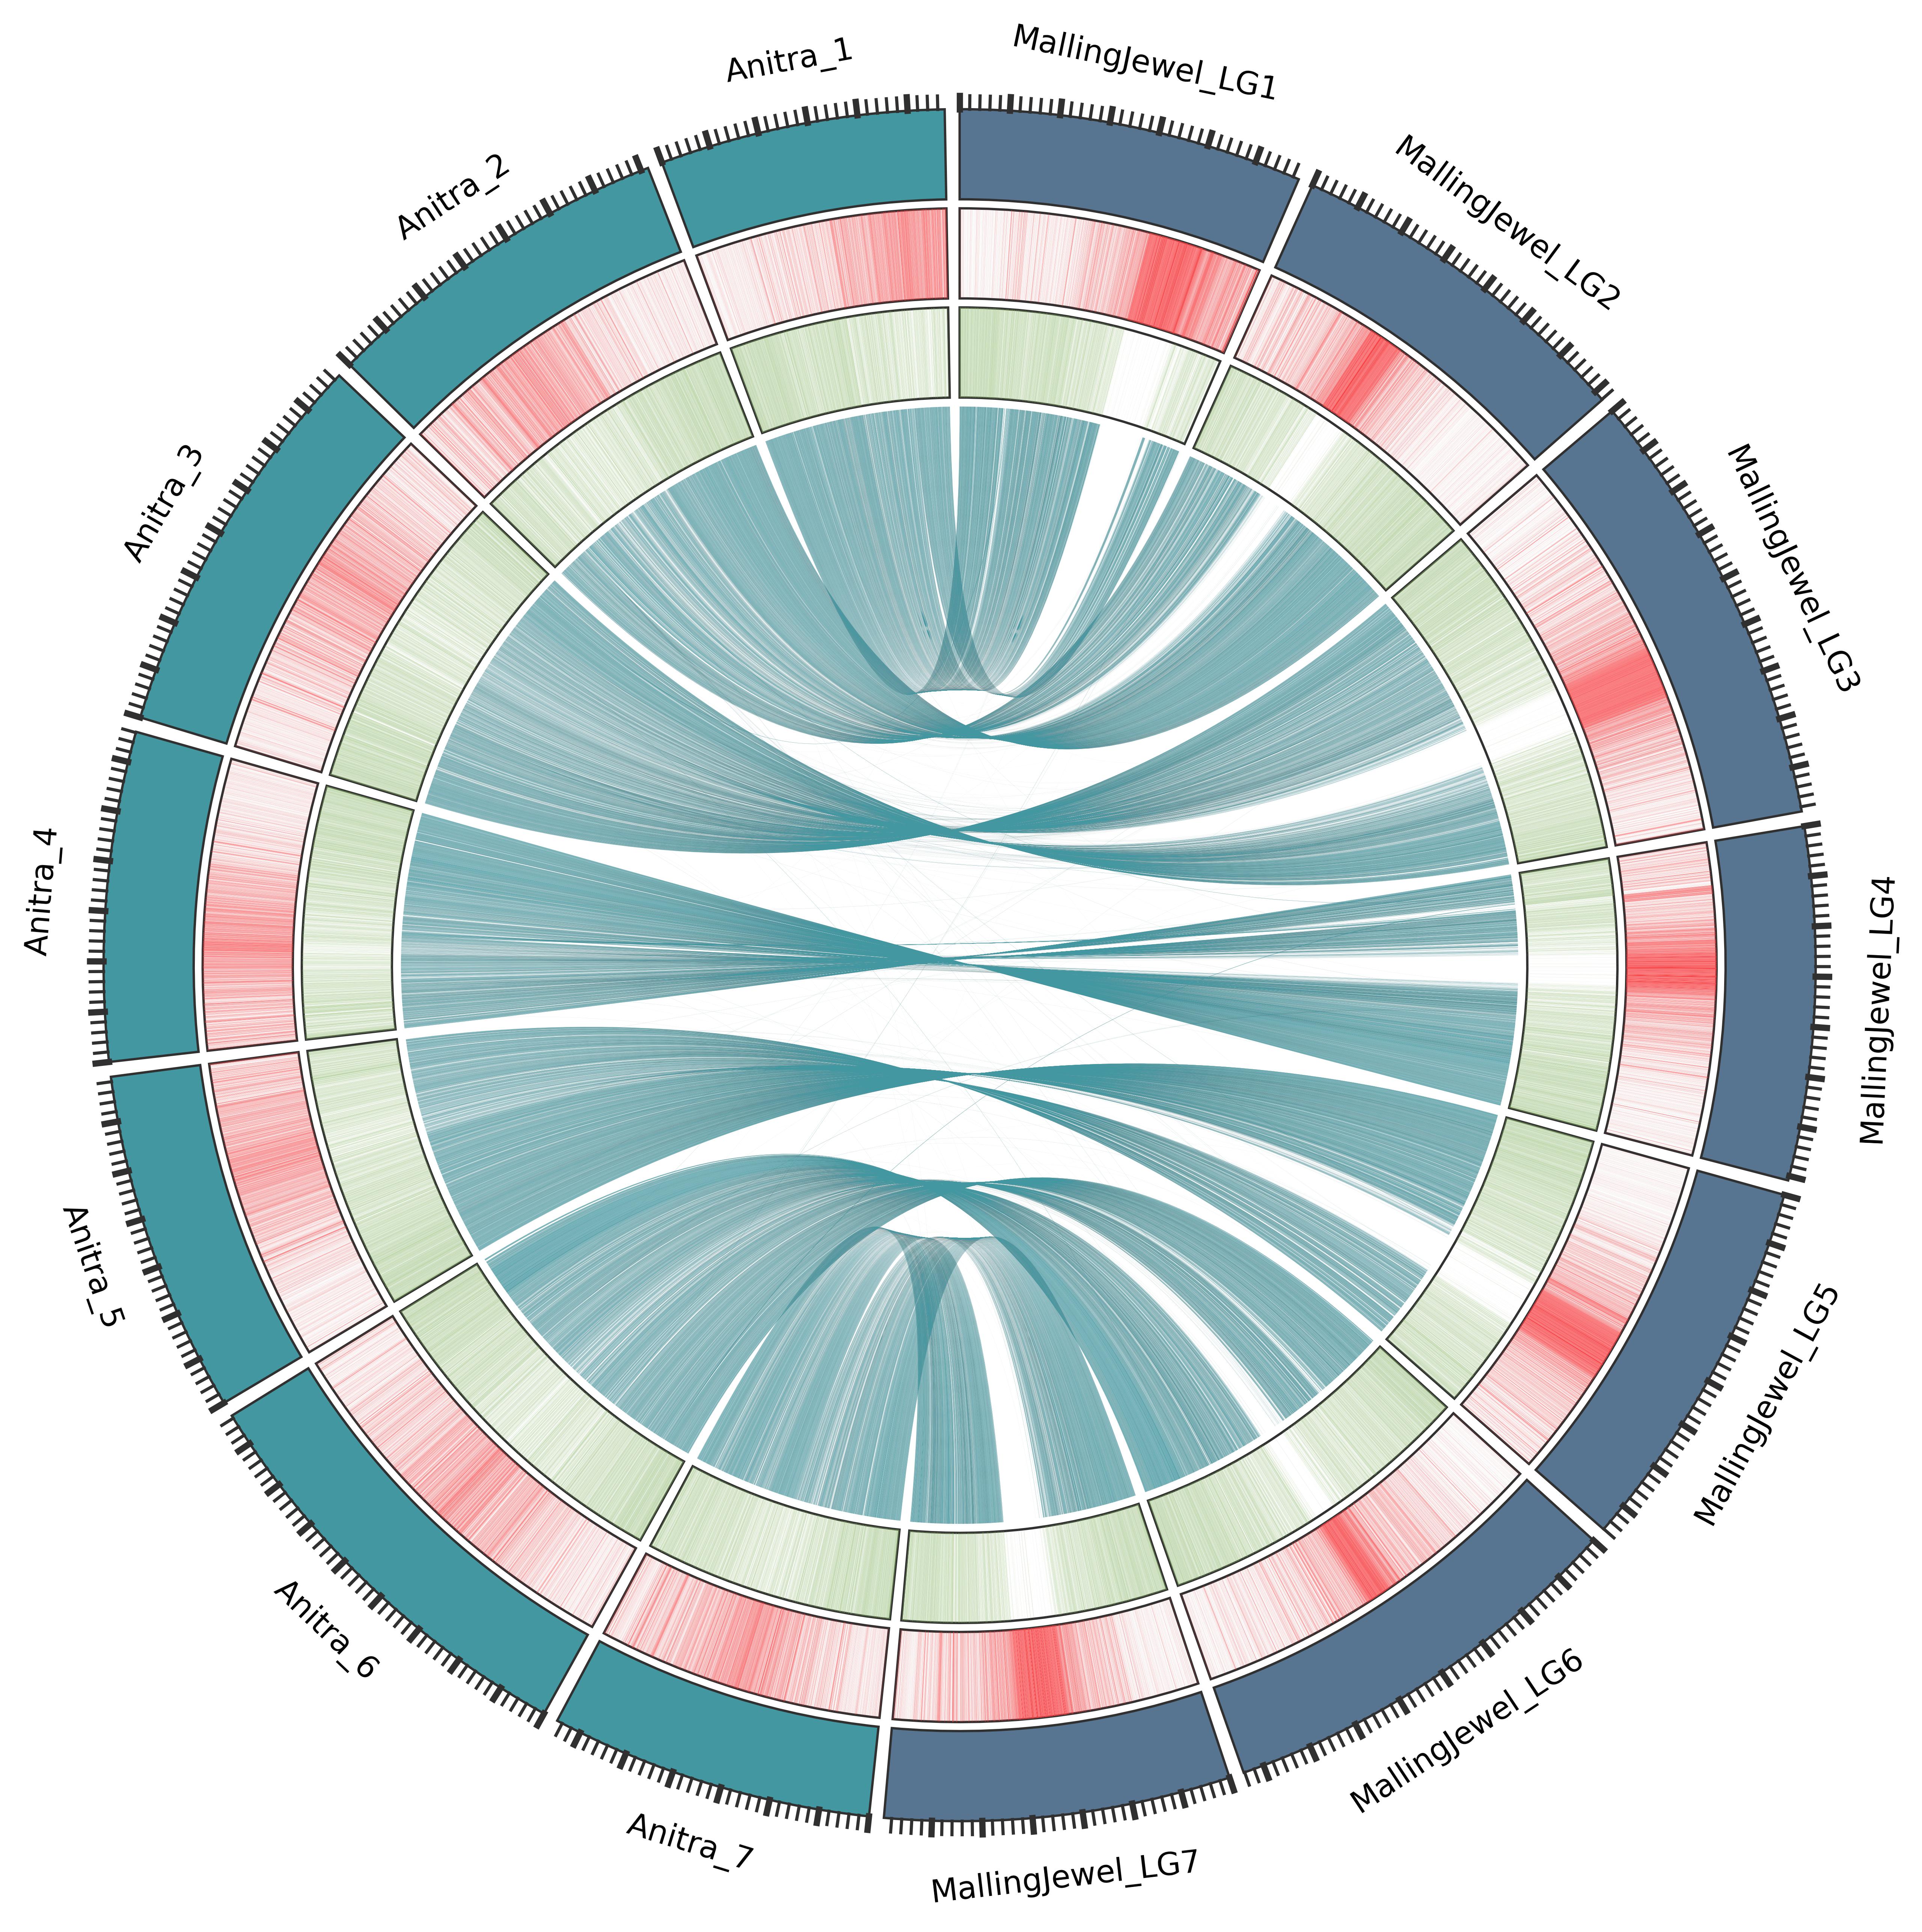 MallingJewel_LG1
MallingJewel_LG2
MallingJewel_LG3
MallingJewel_LG4
MallingJewel_LG5
MallingJewel_LG6
MallingJewel_LG7
Anitra_7
Anitra_6
Anitra_5
Anitra_4
Anitra_3
Anitra_2
Anitra_1